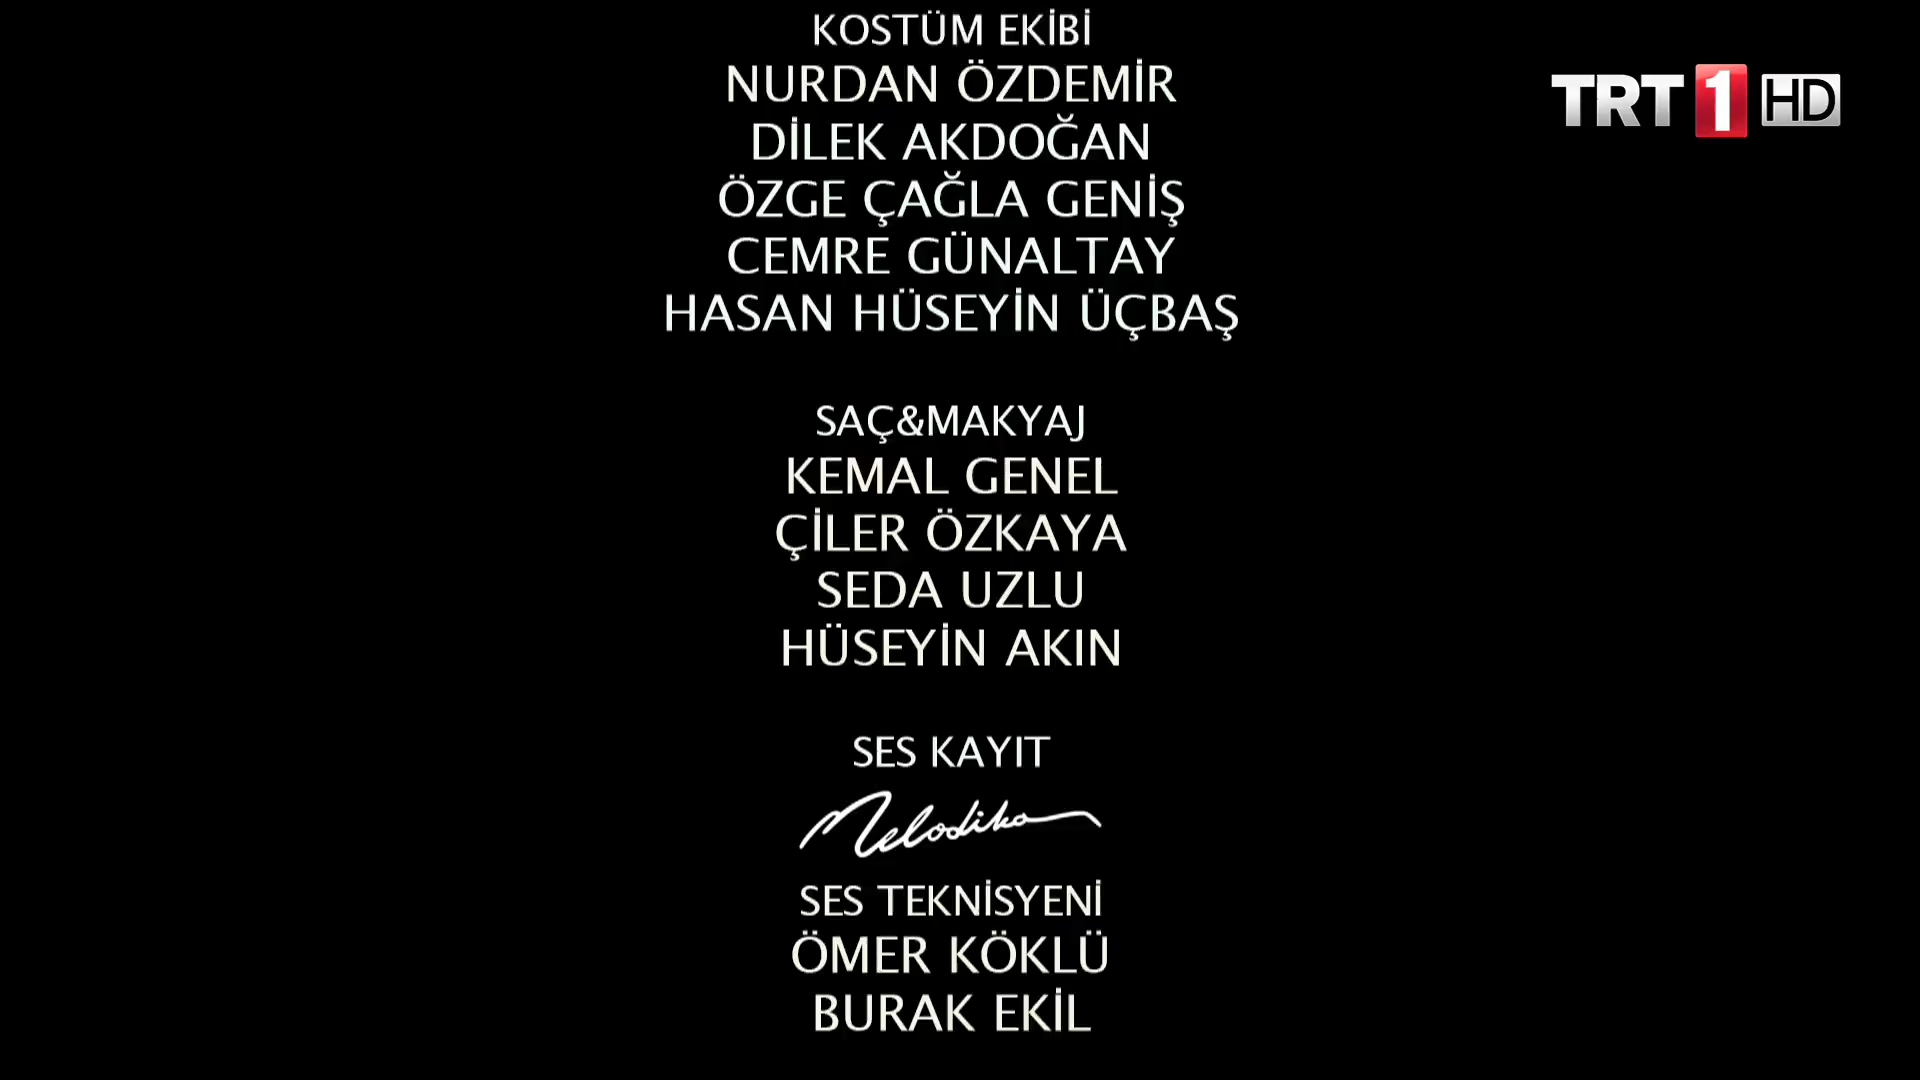 KOSTÜM EKİBİ
NURDAN ÖZDEMİR
DİLEK AKDOĞAN
ÖZGE ÇAĞLA GENİŞ
CEMRE GÜNALTAY
HASAN HÜSEYİN ÜÇBAŞ
TRT 1 HD
SAÇ&MAKYAJ
KEMAL GENEL
ÇİLER ÖZKAYA
SEDA UZLU
HÜSEYİN AKIN
SES KAYIT
Melodika
SES TEKNİSYENİ
ÖMER KÖKLÜ
BURAK EKİL